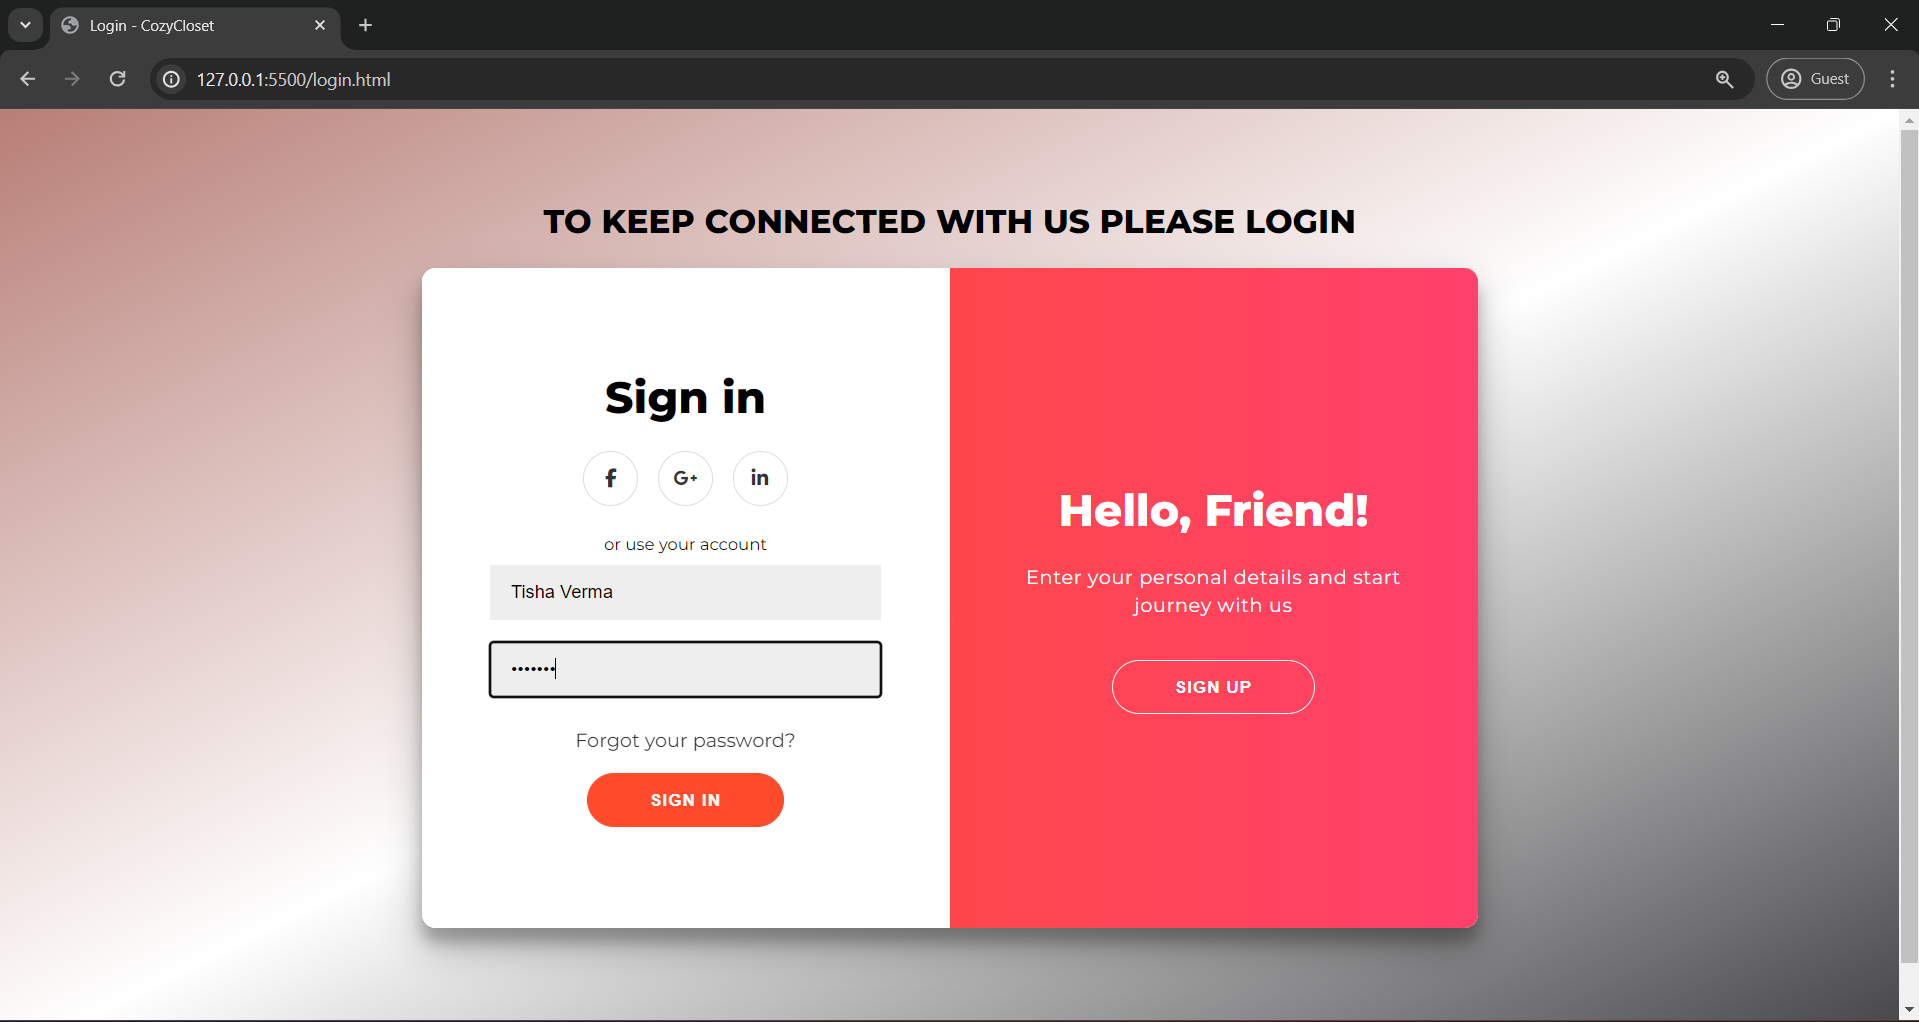 Login - CozyCloset
127.0.0.1:5500/login.html
Guest
TO KEEP CONNECTED WITH US PLEASE LOGIN
Sign in
f
G+
in
or use your account
Tisha Verma
•••••••
Forgot your password?
SIGN IN
Hello, Friend!
Enter your personal details and start
journey with us
SIGN UP